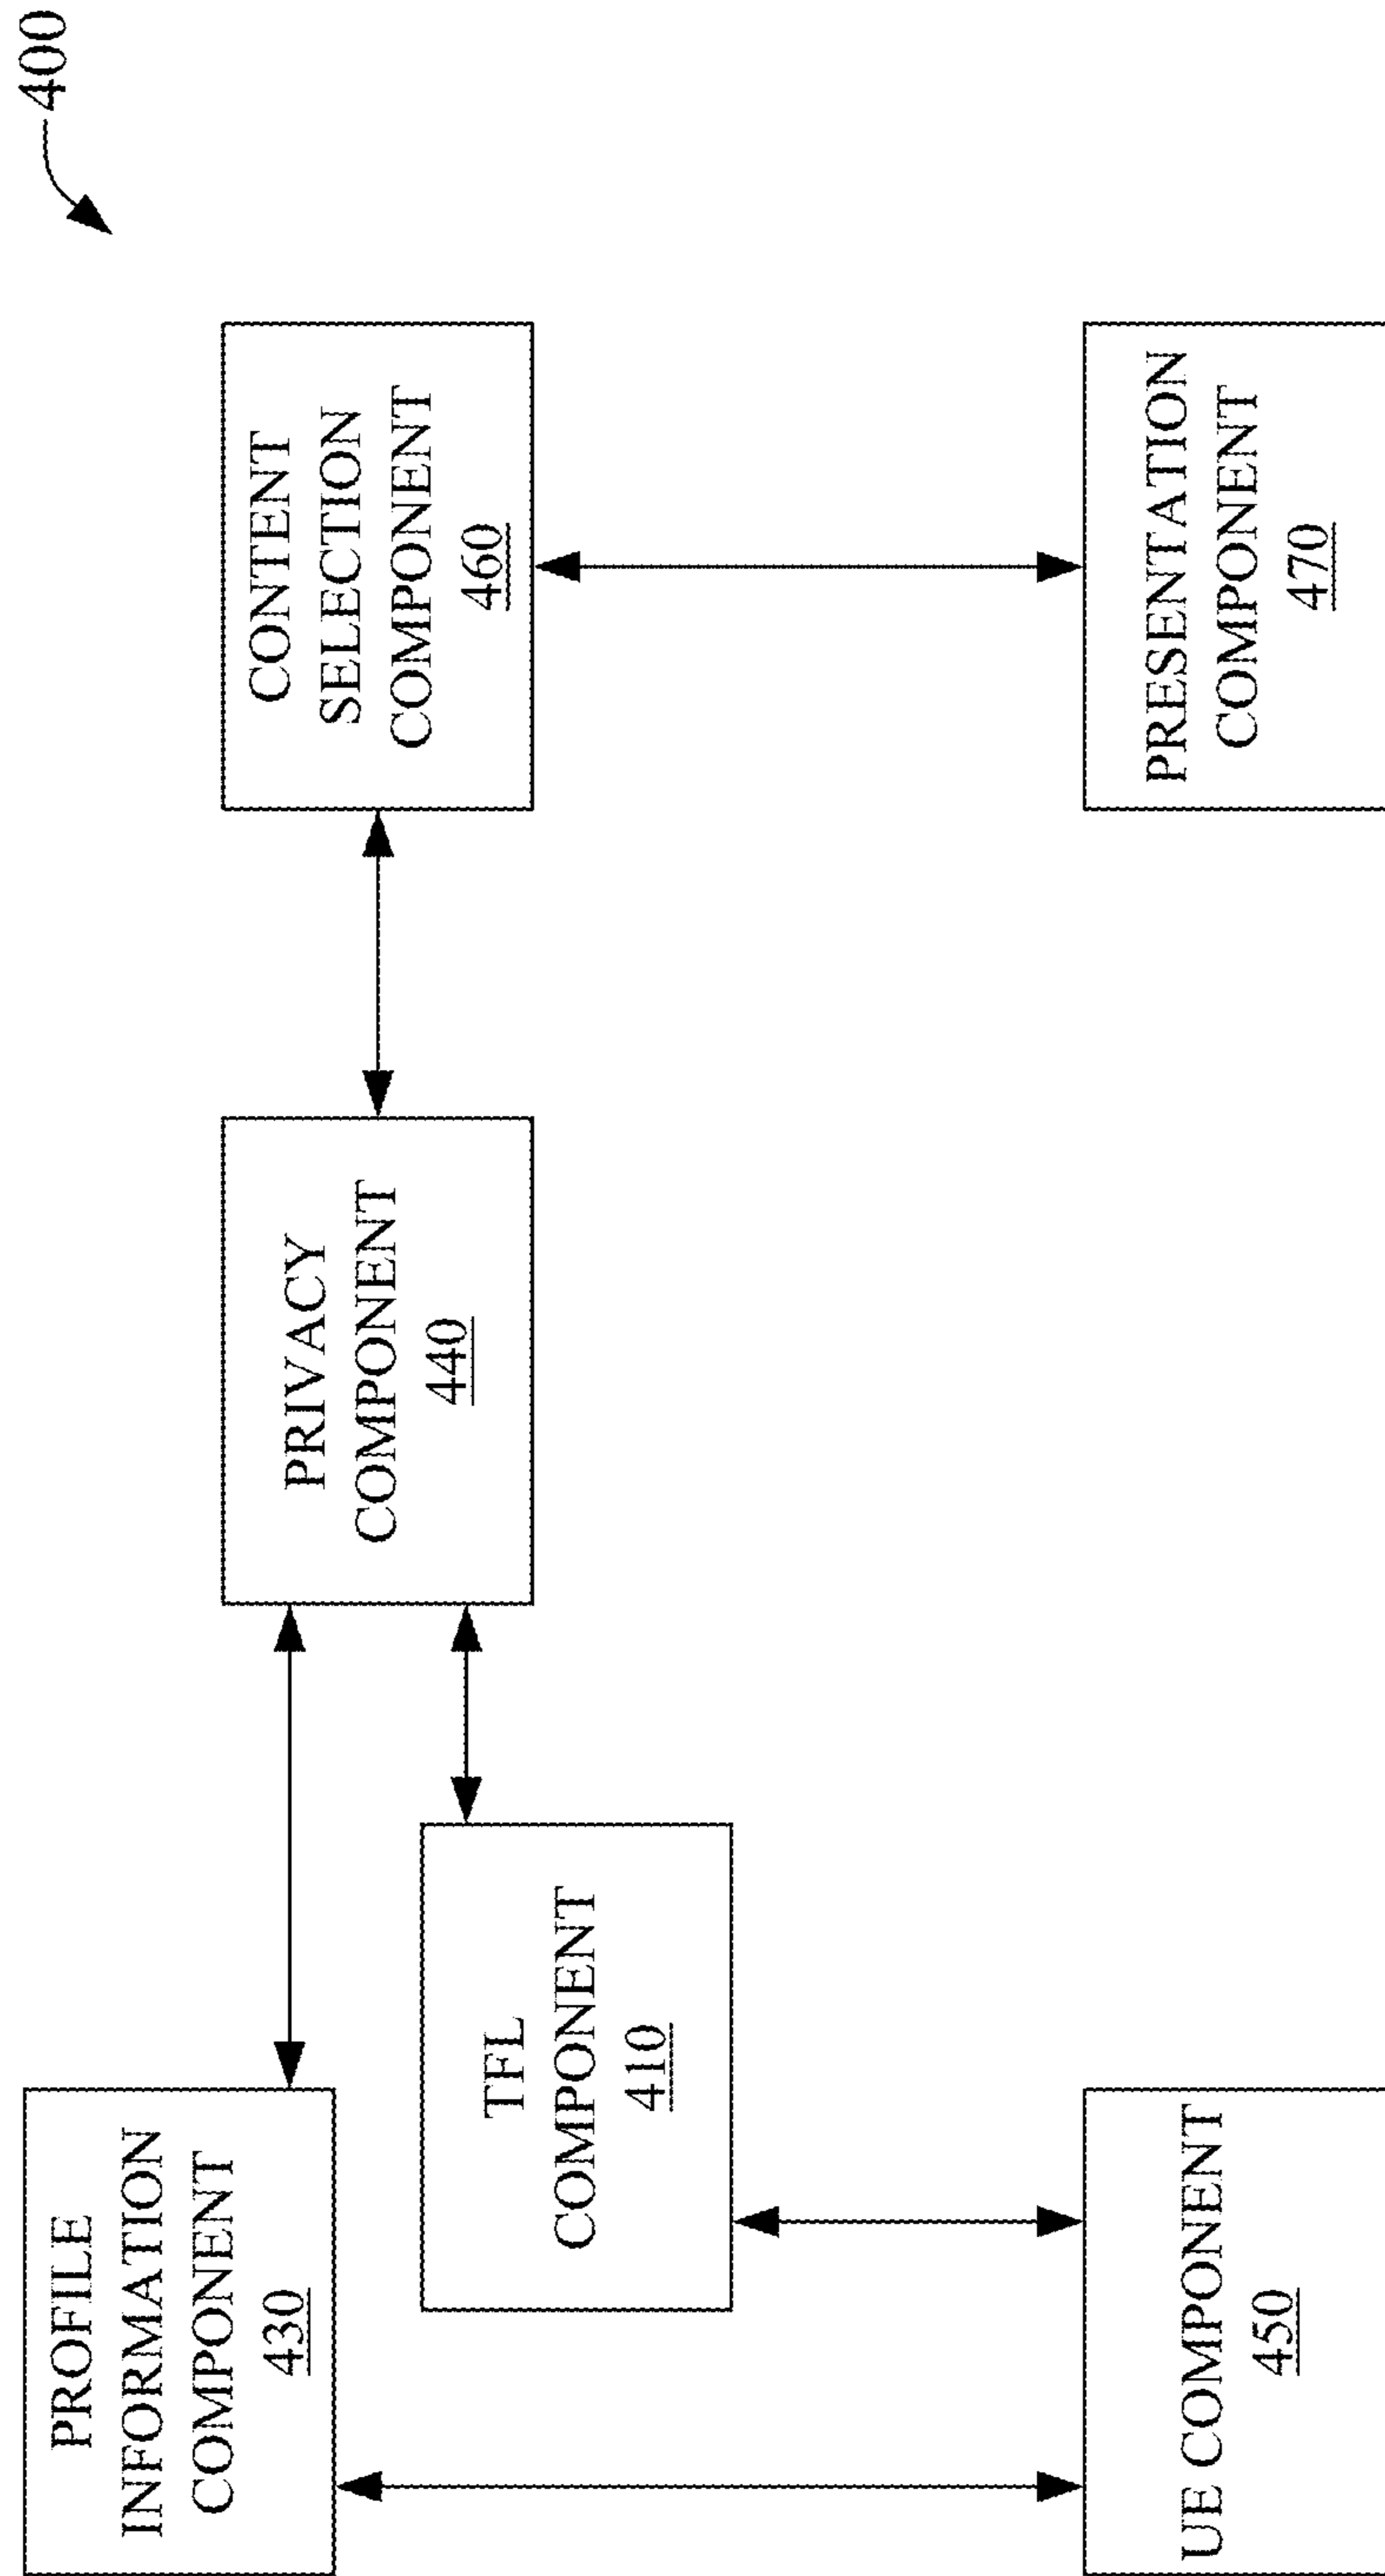 400
PROFILE
INFORMATION
COMPONENT
430
TFL
COMPONENT
410
UE COMPONENT
450
PRIVACY
COMPONENT
440
CONTENT
SELECTION
COMPONENT
460
PRESENTATION
COMPONENT
470